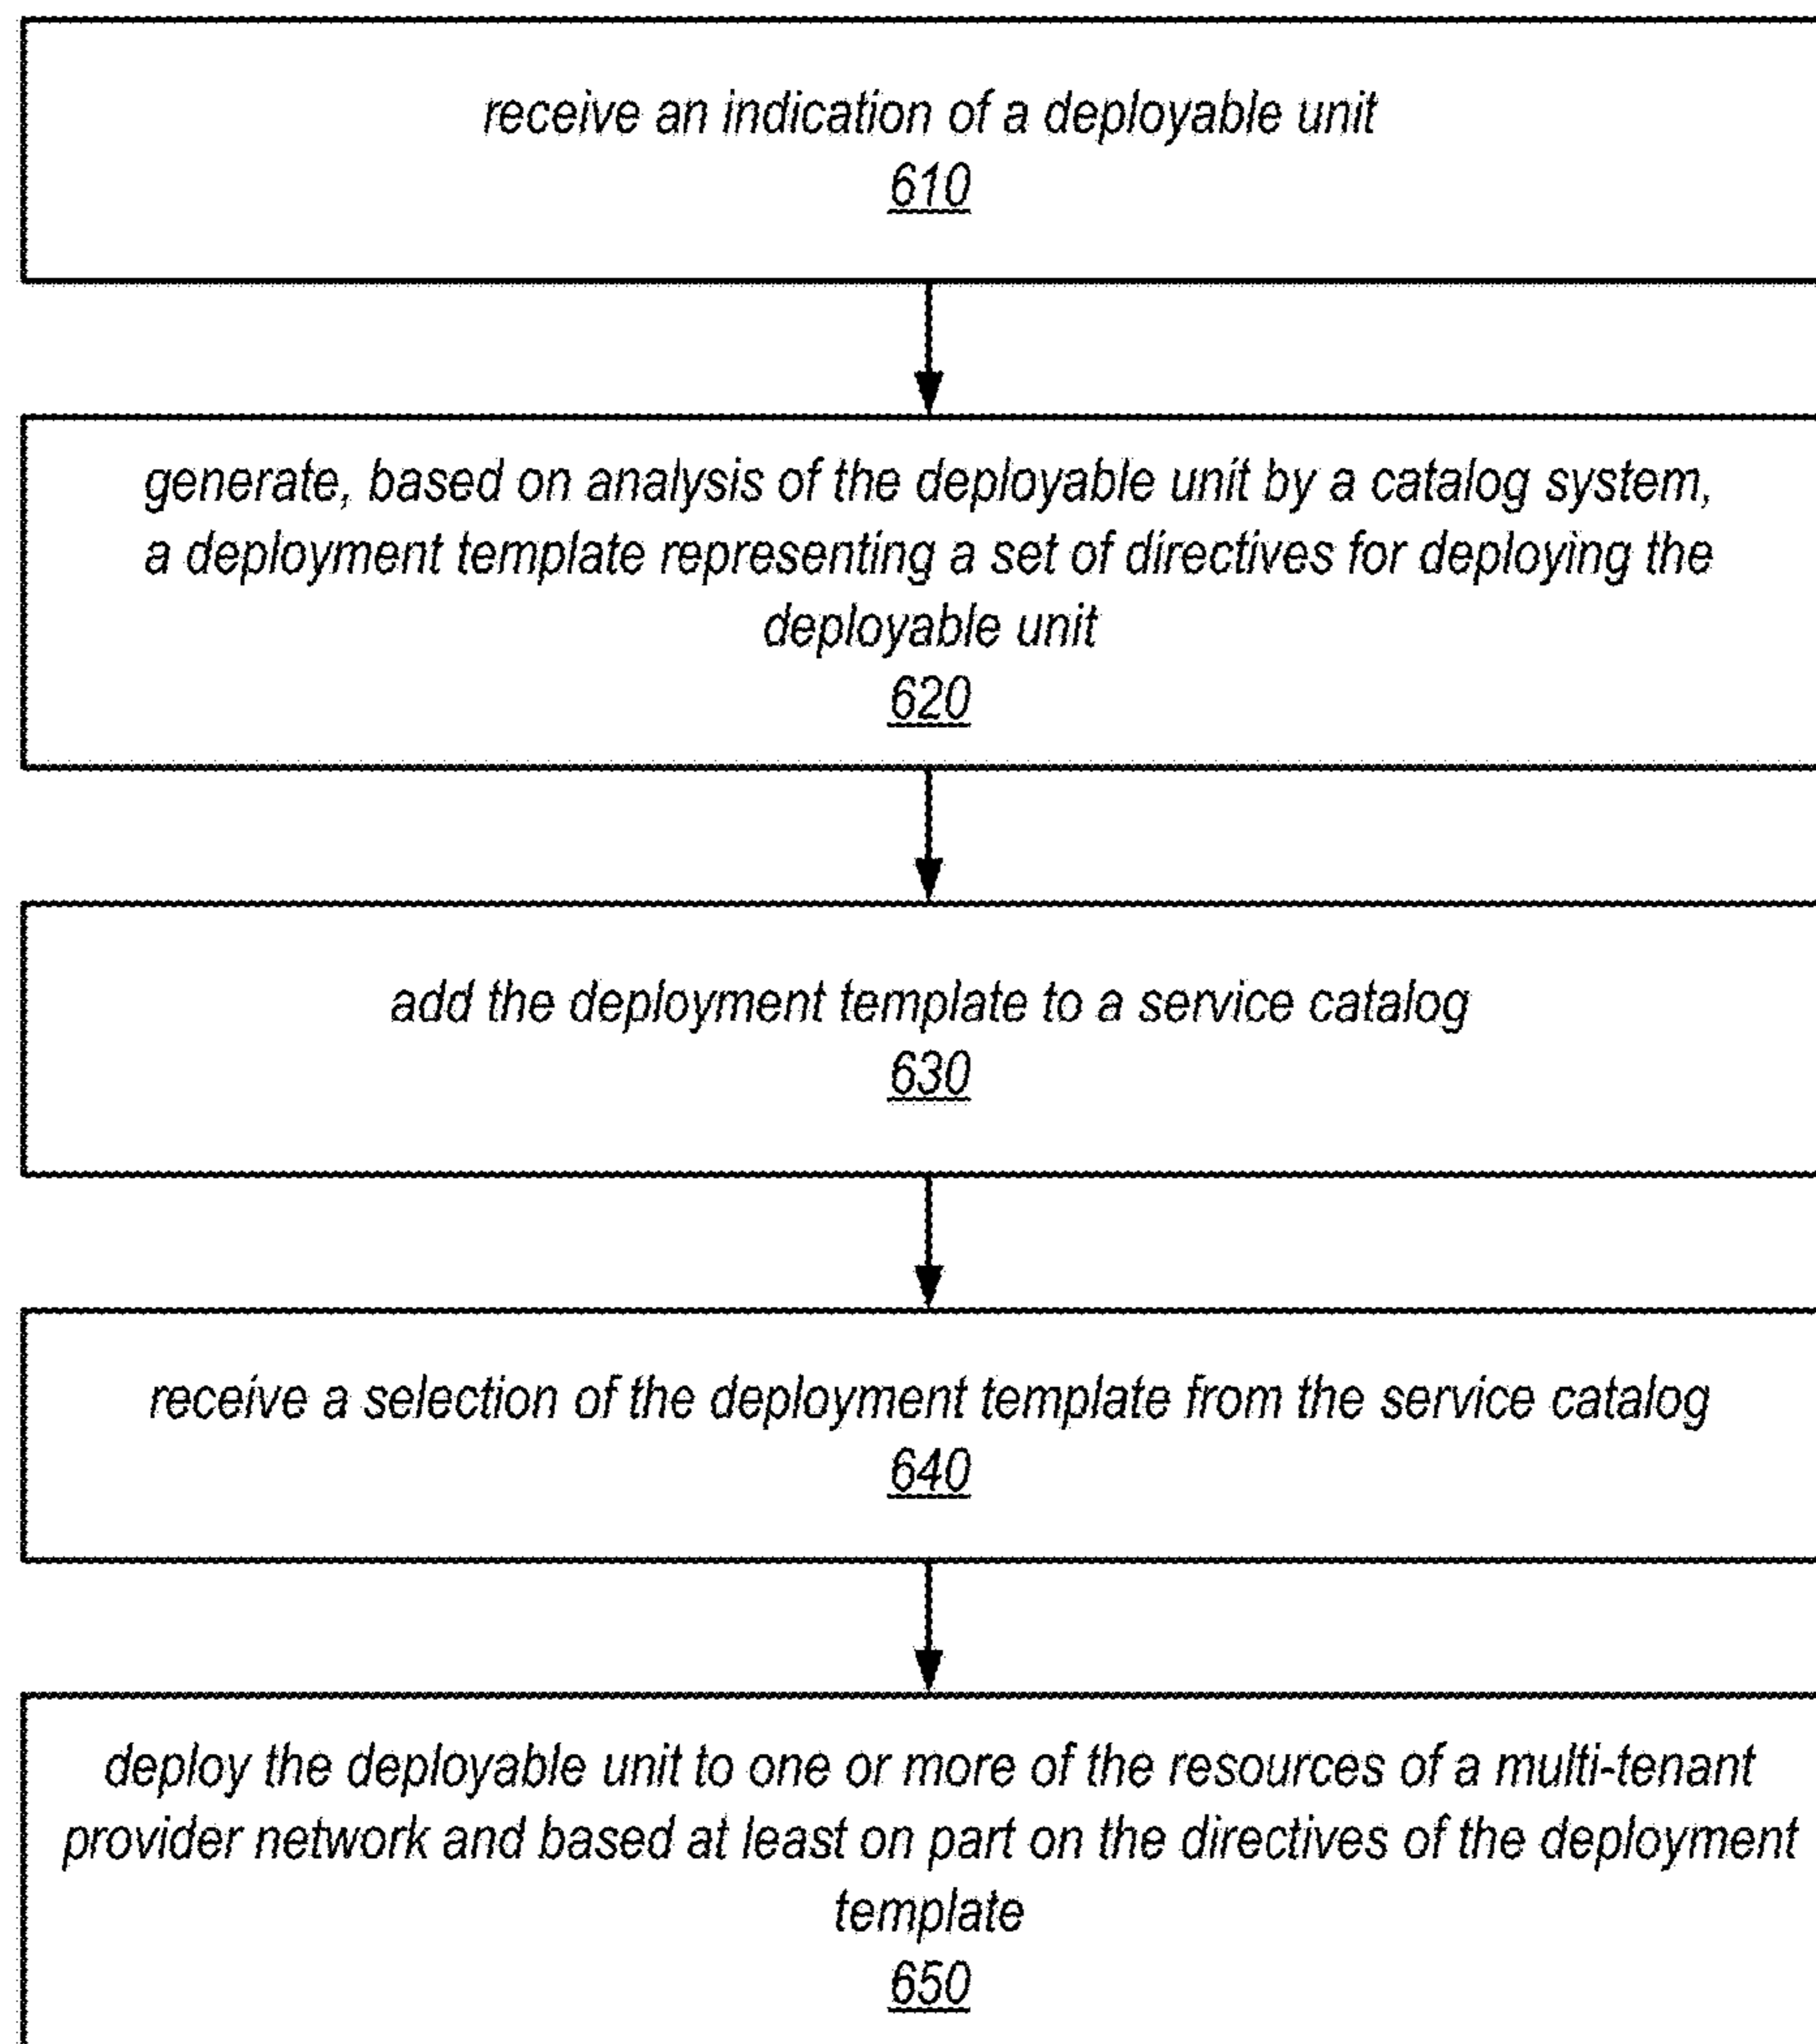 receive an indication of a deployable unit
610
generate, based on analysis of the deployable unit by a catalog system,
a deployment template representing a set of directives for deploying the
deployable unit
620
add the deployment template to a service catalog
630
receive a selection of the deployment template from the service catalog
640
deploy the deployable unit to one or more of the resources of a multi-tenant
provider network and based at least on part on the directives of the deployment
template
650